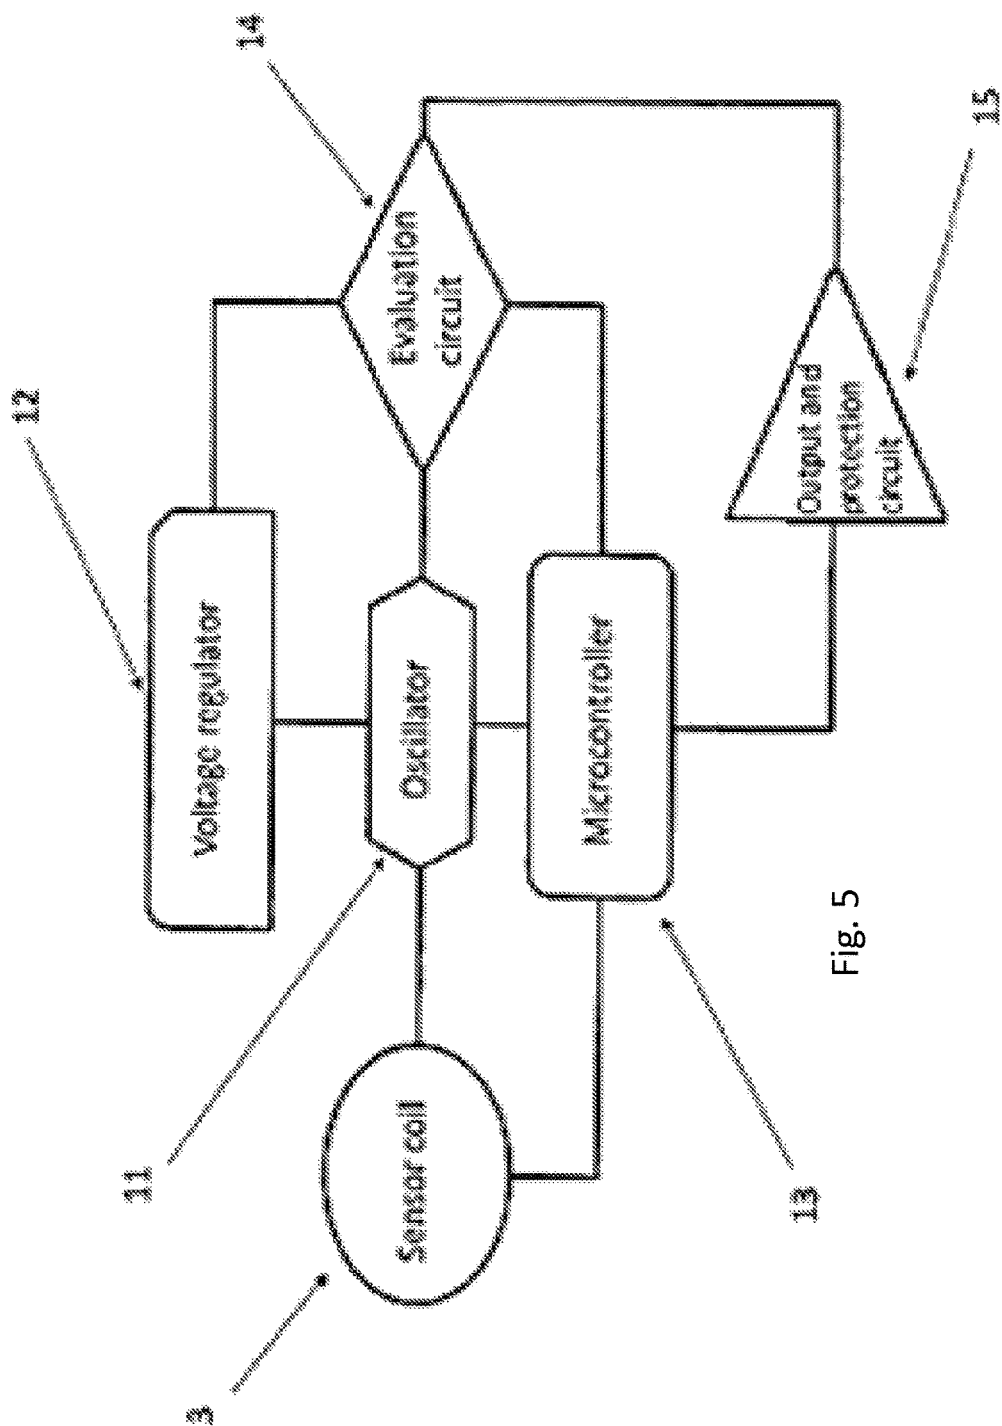 12
14
Voltage regulator
11
Evaluation
circuit
3
Sensor coil
Oscillator
Microcontroller
Output and
protection
circuit
13
15
Fig. 5